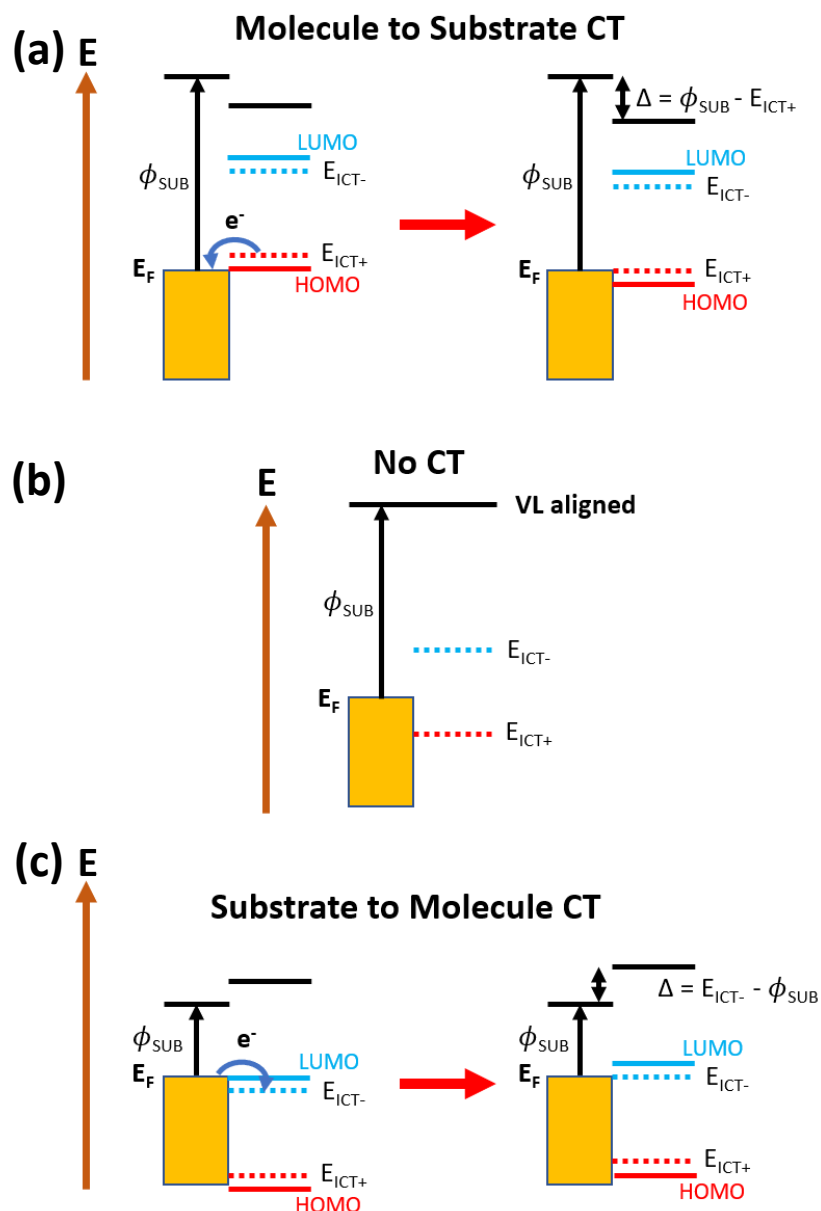 (a)
Molecule to Substrate CT
E
Δ = ϕSUB - EICT+
LUMO
EICT-
ϕSUB
e-
EF
EICT+
HOMO
LUMO
EICT-
ϕSUB
EF
EICT+
HOMO
(b)
No CT
E
VL aligned
ϕSUB
EICT-
EF
EICT+
(c)
E
Substrate to Molecule CT
ϕSUB
e-
EF
LUMO
EICT-
EICT+
HOMO
Δ = EICT- - ϕSUB
ϕSUB
EF
LUMO
EICT-
EICT+
HOMO